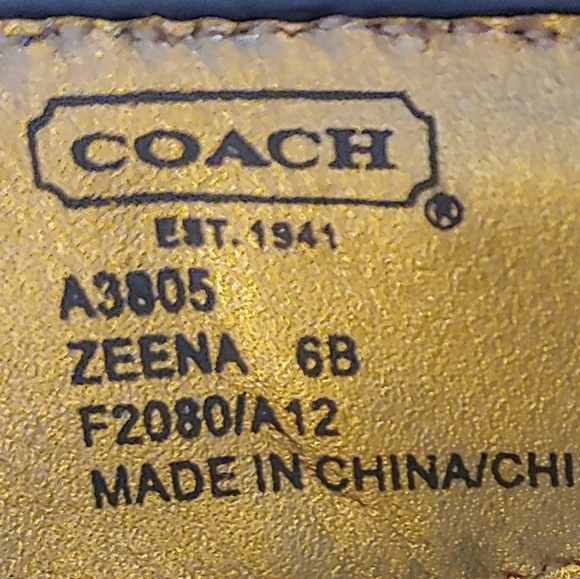 COACH
®
EST. 1941
A3805
ZEENA 6B
F2080/A12
MADE IN CHINA/CHI